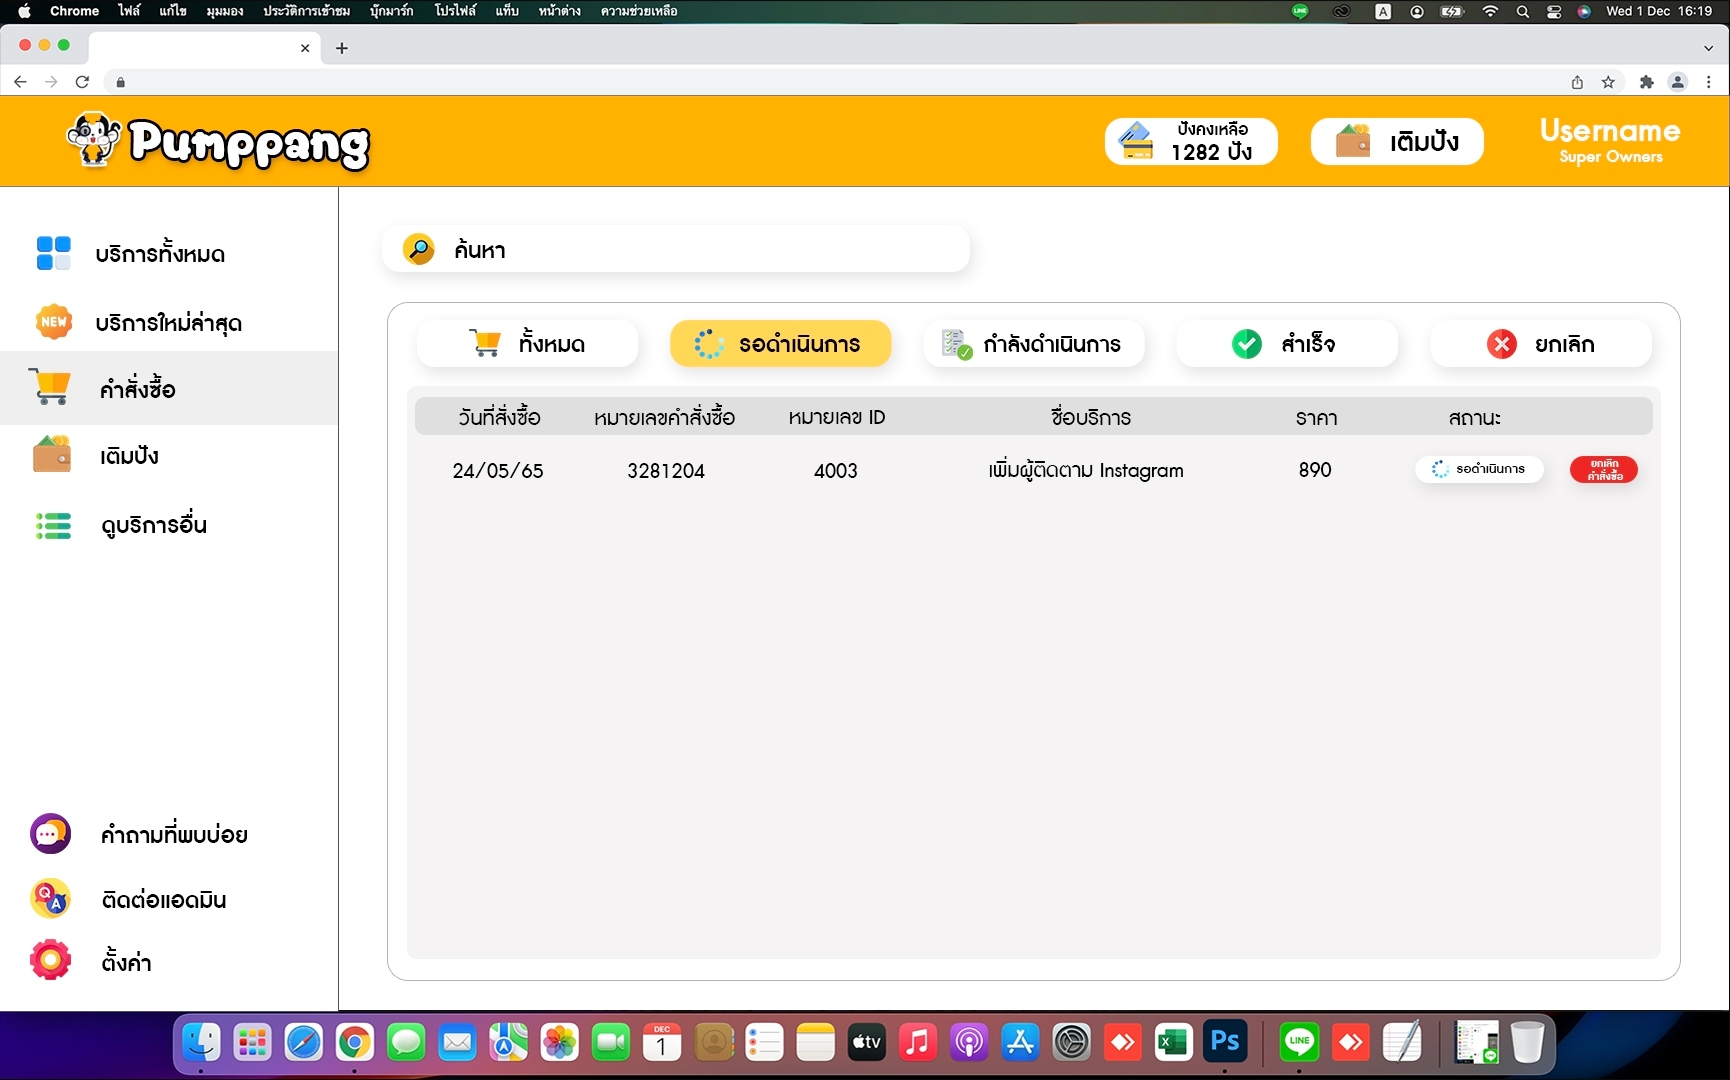 Chrome ไฟล์ แก้ไข มุมมอง ประวัติการเข้าชม บุ๊กมาร์ก โปรไฟล์ แท็บ หน้าต่าง ความช่วยเหลือ LINE A Wed 1 Dec 16:19
Pumppang
ปังคงเหลือ
1282 ปัง
เติมปัง
Username
Super Owners
บริการทั้งหมด
NEW บริการใหม่ล่าสุด
คำสั่งซื้อ
เติมปัง
ดูบริการอื่น
คำถามที่พบบ่อย
Q A ติดต่อแอดมิน
ตั้งค่า
ค้นหา
ทั้งหมด รอดำเนินการ กำลังดำเนินการ สำเร็จ ยกเลิก
วันที่สั่งซื้อ หมายเลขคำสั่งซื้อ หมายเลข ID ชื่อบริการ ราคา สถานะ
24/05/65 3281204 4003 เพิ่มผู้ติดตาม Instagram 890 รอดำเนินการ
ยกเลิก
คำสั่งซื้อ
DEC
1
tv
Ps
LINE